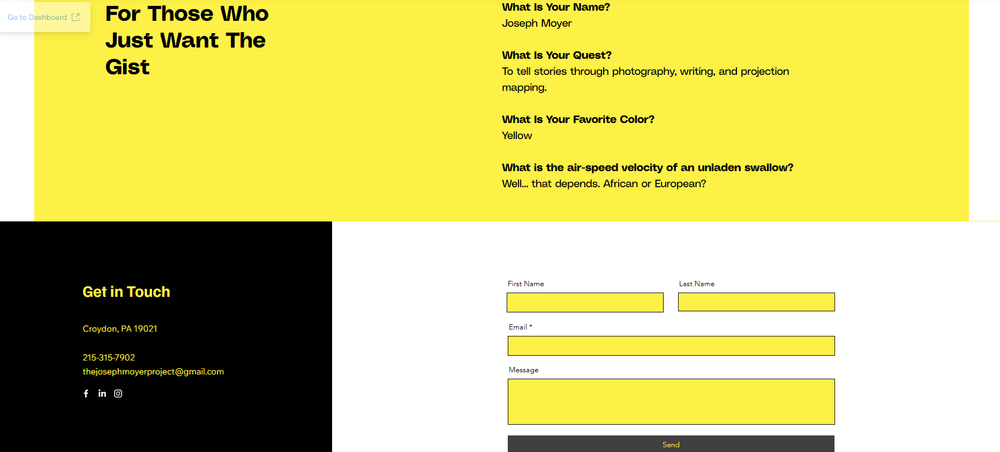 Go to Dashboard
For Those Who
Just Want The
Gist
What Is Your Name?
Joseph Moyer
What Is Your Quest?
To tell stories through photography, writing, and projection
mapping.
What Is Your Favorite Color?
Yellow
What is the air-speed velocity of an unladen swallow?
Well... that depends. African or European?
Get in Touch
Croydon, PA 19021
215-315-7902
thejosephmoyerproject@gmail.com
First Name
Last Name
Email *
Message
Send